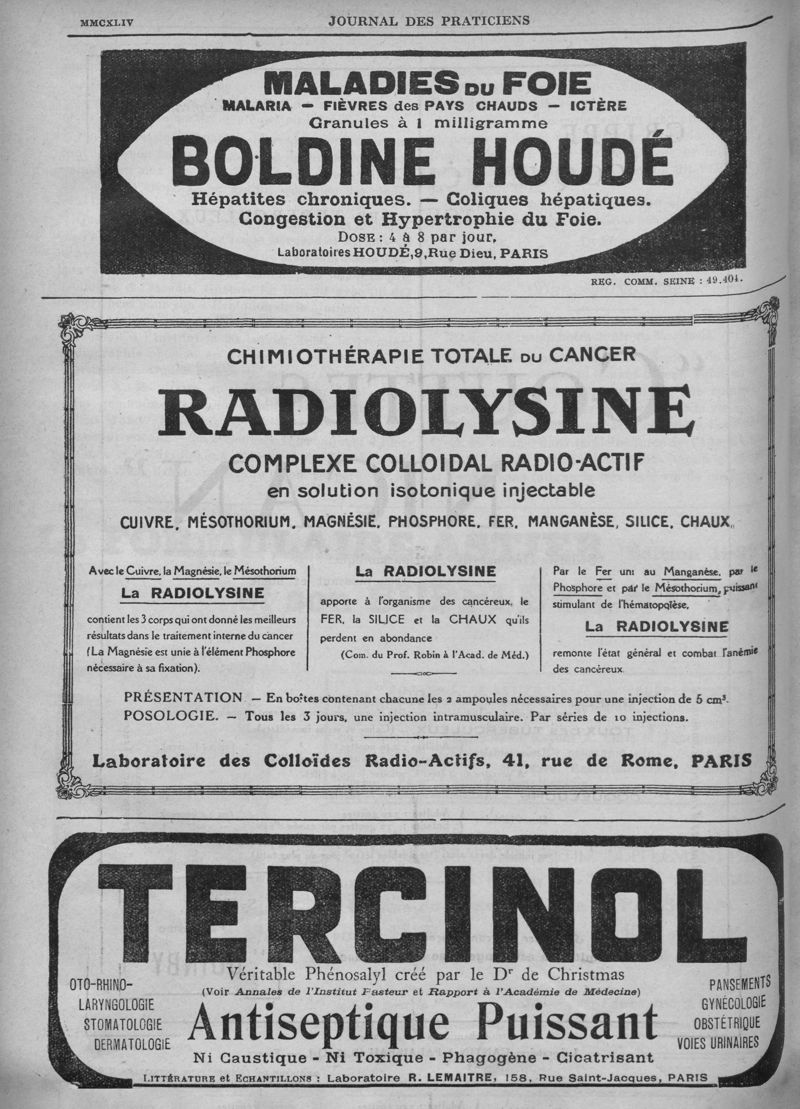 MMCXLIV
JOURNAL DES PRATICIENS
MALADIES DU FOIE
MALARIA — FIÈVRES des PAYS CHAUDS — ICTÈRE
Granules à 1 milligramme
BOLDINE HOUDÉ
Hépatites chroniques. — Coliques hépatiques.
Congestion et Hypertrophie du Foie.
DOSE : 4 à 8 par jour.
Laboratoires HOUDÉ, 9, Rue Dieu, PARIS
REG. COMM. SEINE : 49.404.
CHIMIOTHÉRAPIE TOTALE DU CANCER
RADIOLYSINE
COMPLEXE COLLOIDAL RADIO-ACTIF
en solution isotonique injectable
CUIVRE, MÉSOTHORIUM, MAGNÉSIE, PHOSPHORE, FER, MANGANÈSE, SILICE, CHAUX,
Avec le Cuivre, la Magnésie, le Mésothorium
La RADIOLYSINE
contient les 3 corps qui ont donné les meilleurs
résultats dans le traitement interne du cancer
(La Magnésie est unie à l'élément Phosphore
nécessaire à sa fixation).
La RADIOLYSINE
apporte à l'organisme des cancéreux, le
FER, la SILICE et la CHAUX qu'ils
perdent en abondance
(Com. du Prof. Robin à l'Acad. de Méd.)
Par le Fer uni au Manganèse, par le
Phosphore et par le Mésothorium, puissant
stimulant de l'hématopoïèse,
La RADIOLYSINE
remonte l'état général et combat l'anémie
des cancéreux
PRÉSENTATION — En boîtes contenant chacune les 2 ampoules nécessaires pour une injection de 5 cm³.
POSOLOGIE. — Tous les 3 jours, une injection intramusculaire. Par séries de 10 injections.
Laboratoire des Colloïdes Radio-Actifs, 41, rue de Rome, PARIS
TERCINOL
Véritable Phénosalyl créé par le Dr de Christmas
(Voir Annales de l'Institut Pasteur et Rapport à l'Académie de Médecine)
OTO-RHINO-
LARYNGOLOGIE
STOMATOLOGIE
DERMATOLOGIE
Antiseptique Puissant
PANSEMENTS
GYNÉCOLOGIE
OBSTÉTRIQUE
VOIES URINAIRES
Ni Caustique - Ni Toxique - Phagogène - Cicatrisant
LITTÉRATURE et ECHANTILLONS : Laboratoire R. LEMAITRE, 158, Rue Saint-Jacques, PARIS